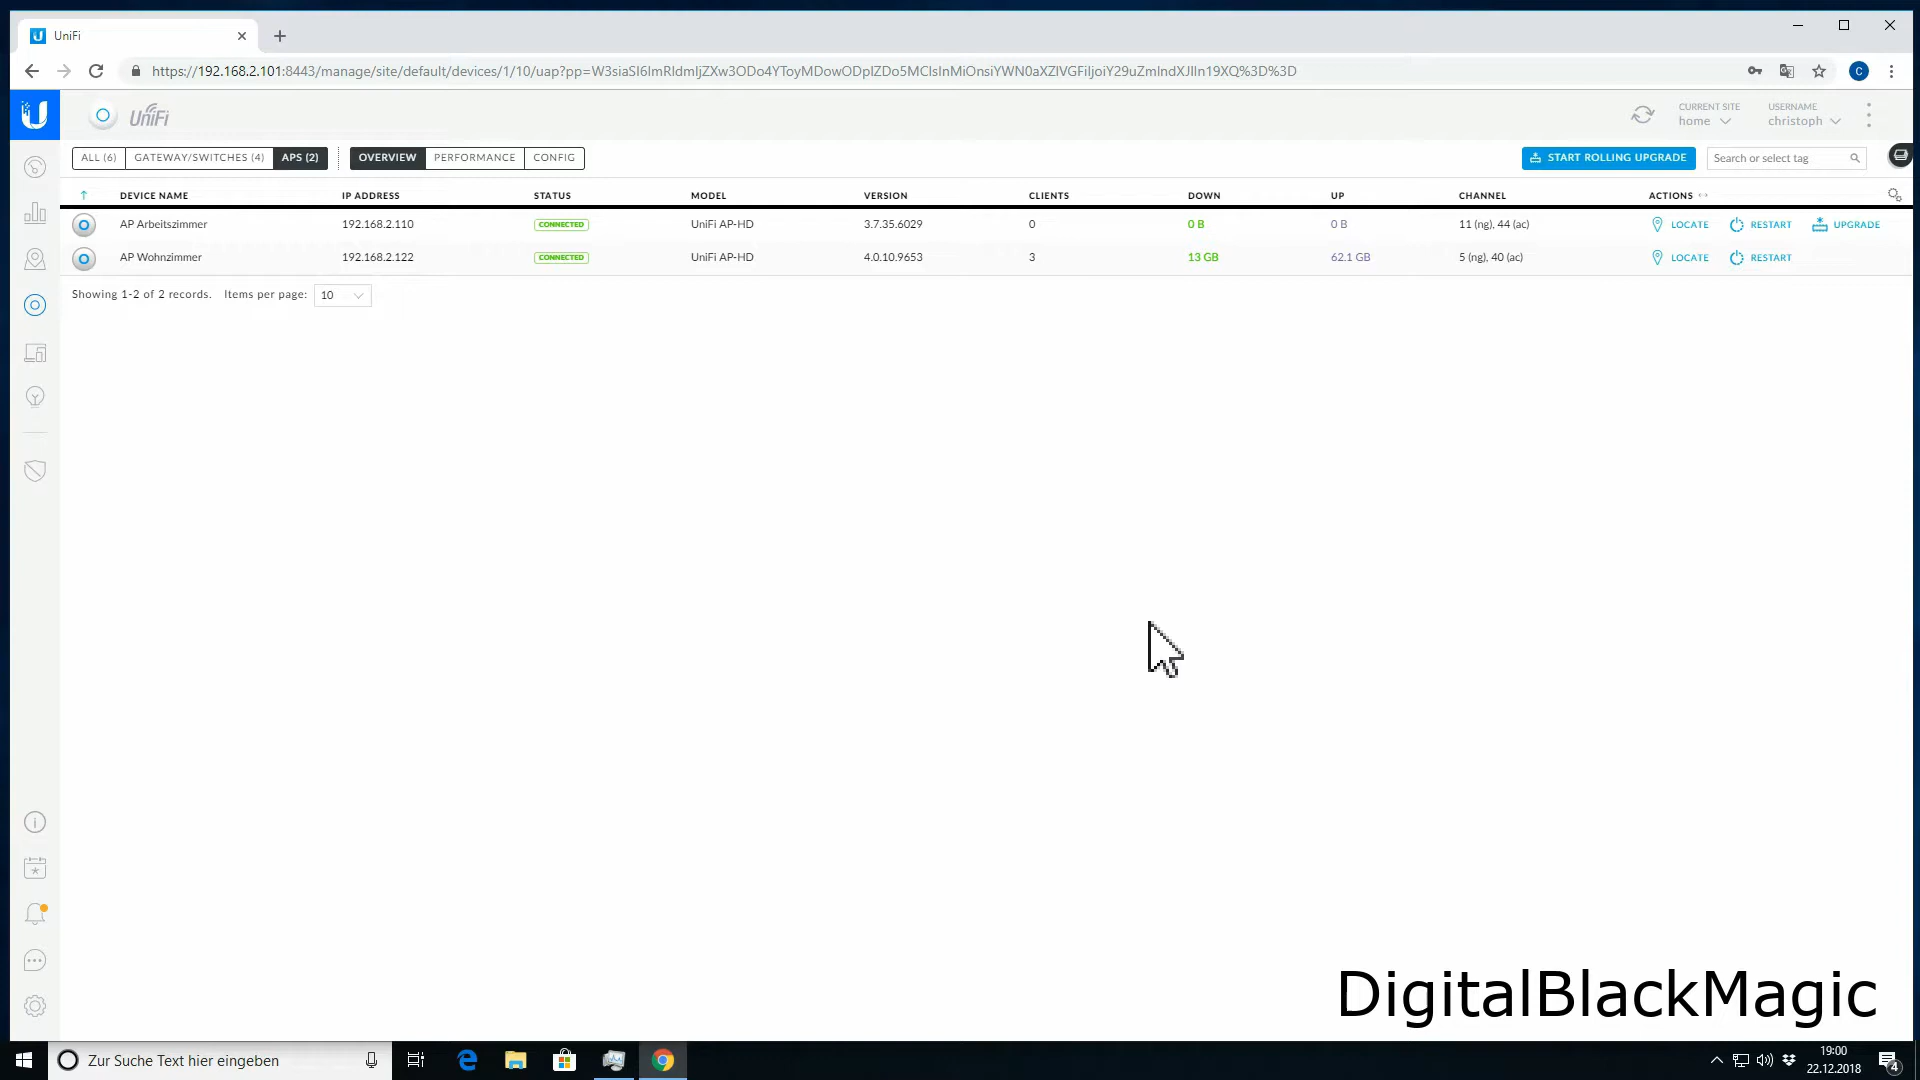 UniFi
https://192.168.2.101:8443/manage/site/default/devices/1/10/uap?pp=
C
UniFi
CURRENT SITE
home
USERNAME
christoph
ALL (6) GATEWAY/SWITCHES (4) APS (2) OVERVIEW PERFORMANCE CONFIG START ROLLING UPGRADE Search or select tag
DEVICE NAME IP ADDRESS STATUS MODEL VERSION CLIENTS DOWN UP CHANNEL ACTIONS
AP Arbeitszimmer 192.168.2.110 CONNECTED UniFi AP-HD 3.7.35.6029 0 0 B 0 B 11 (ng), 44 (ac) LOCATE RESTART UPGRADE
AP Wohnzimmer 192.168.2.122 CONNECTED UniFi AP-HD 4.0.10.9653 3 13 GB 62.1 GB 5 (ng), 40 (ac) LOCATE RESTART
Showing 1-2 of 2 records. Items per page: 10
DigitalBlackMagic
Zur Suche Text hier eingeben
19:00
22.12.2018
4